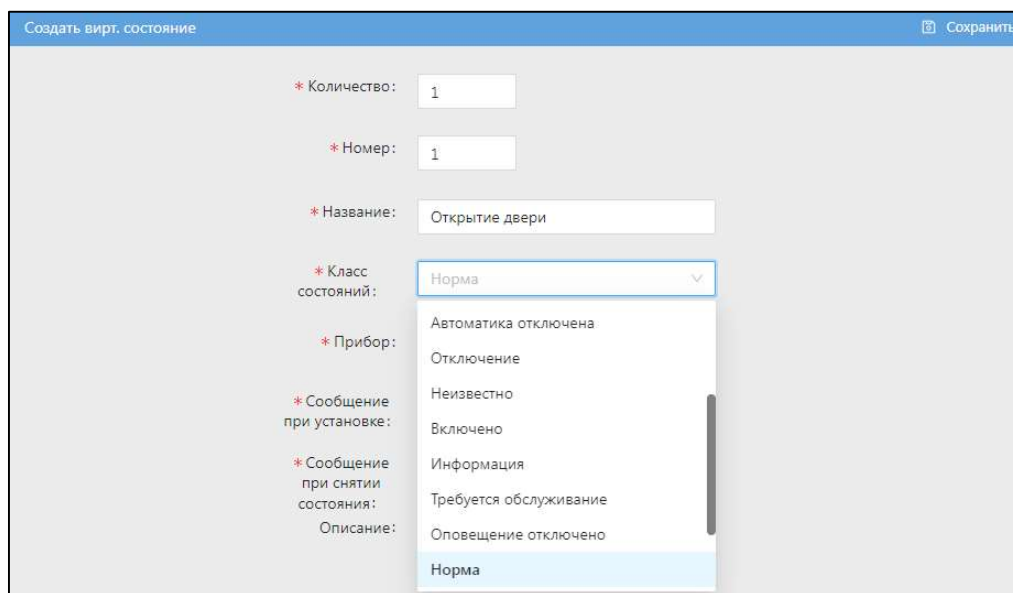 Создать вирт. состояние
Сохранить
* Количество:
1
* Номер:
1
* Название:
Открытие двери
* Класс
состояний:
Норма
* Прибор:
* Сообщение
при установке:
* Сообщение
при снятии
состояния:
Описание:
Автоматика отключена
Отключение
Неизвестно
Включено
Информация
Требуется обслуживание
Оповещение отключено
Норма